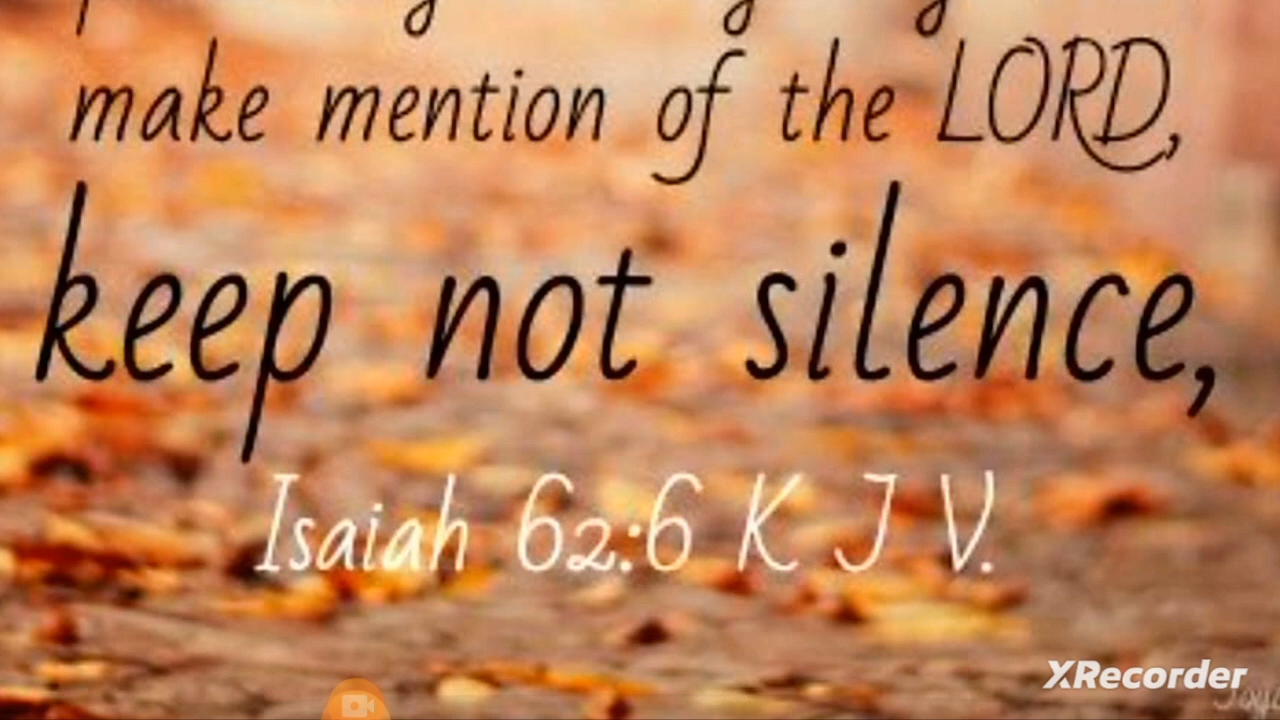 make mention of the LORD,
keep not silence,
Isaiah 62:6 K J V.
XRecorder